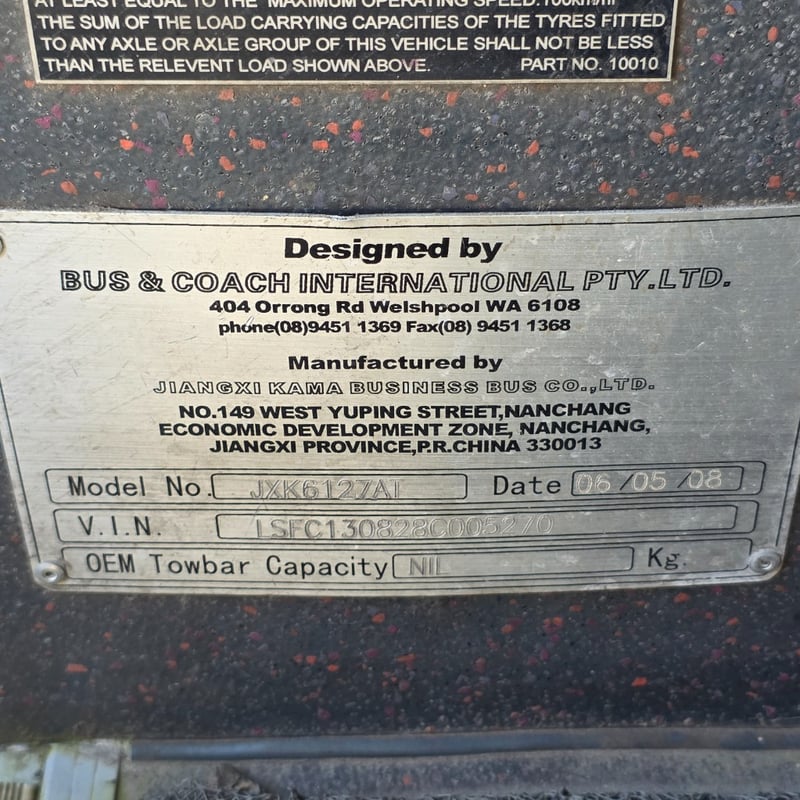 AT LEAST EQUAL TO THE MAXIMUM OPERATING SPEED.100km/hr
THE SUM OF THE LOAD CARRYING CAPACITIES OF THE TYRES FITTED
TO ANY AXLE OR AXLE GROUP OF THIS VEHICLE SHALL NOT BE LESS
THAN THE RELEVENT LOAD SHOWN ABOVE. PART NO. 10010
Designed by
BUS & COACH INTERNATIONAL PTY.LTD.
404 Orrong Rd Welshpool WA 6108
phone(08)9451 1369 Fax(08) 9451 1368
Manufactured by
JIANGXI KAMA BUSINESS BUS CO.,LTD.
NO.149 WEST YUPING STREET,NANCHANG
ECONOMIC DEVELOPMENT ZONE, NANCHANG,
JIANGXI PROVINCE,P.R.CHINA 330013
Model No. JXK6127AI Date 06/05/08
V.I.N. LSFC130828C005270
OEM Towbar Capacity NIL Kg.